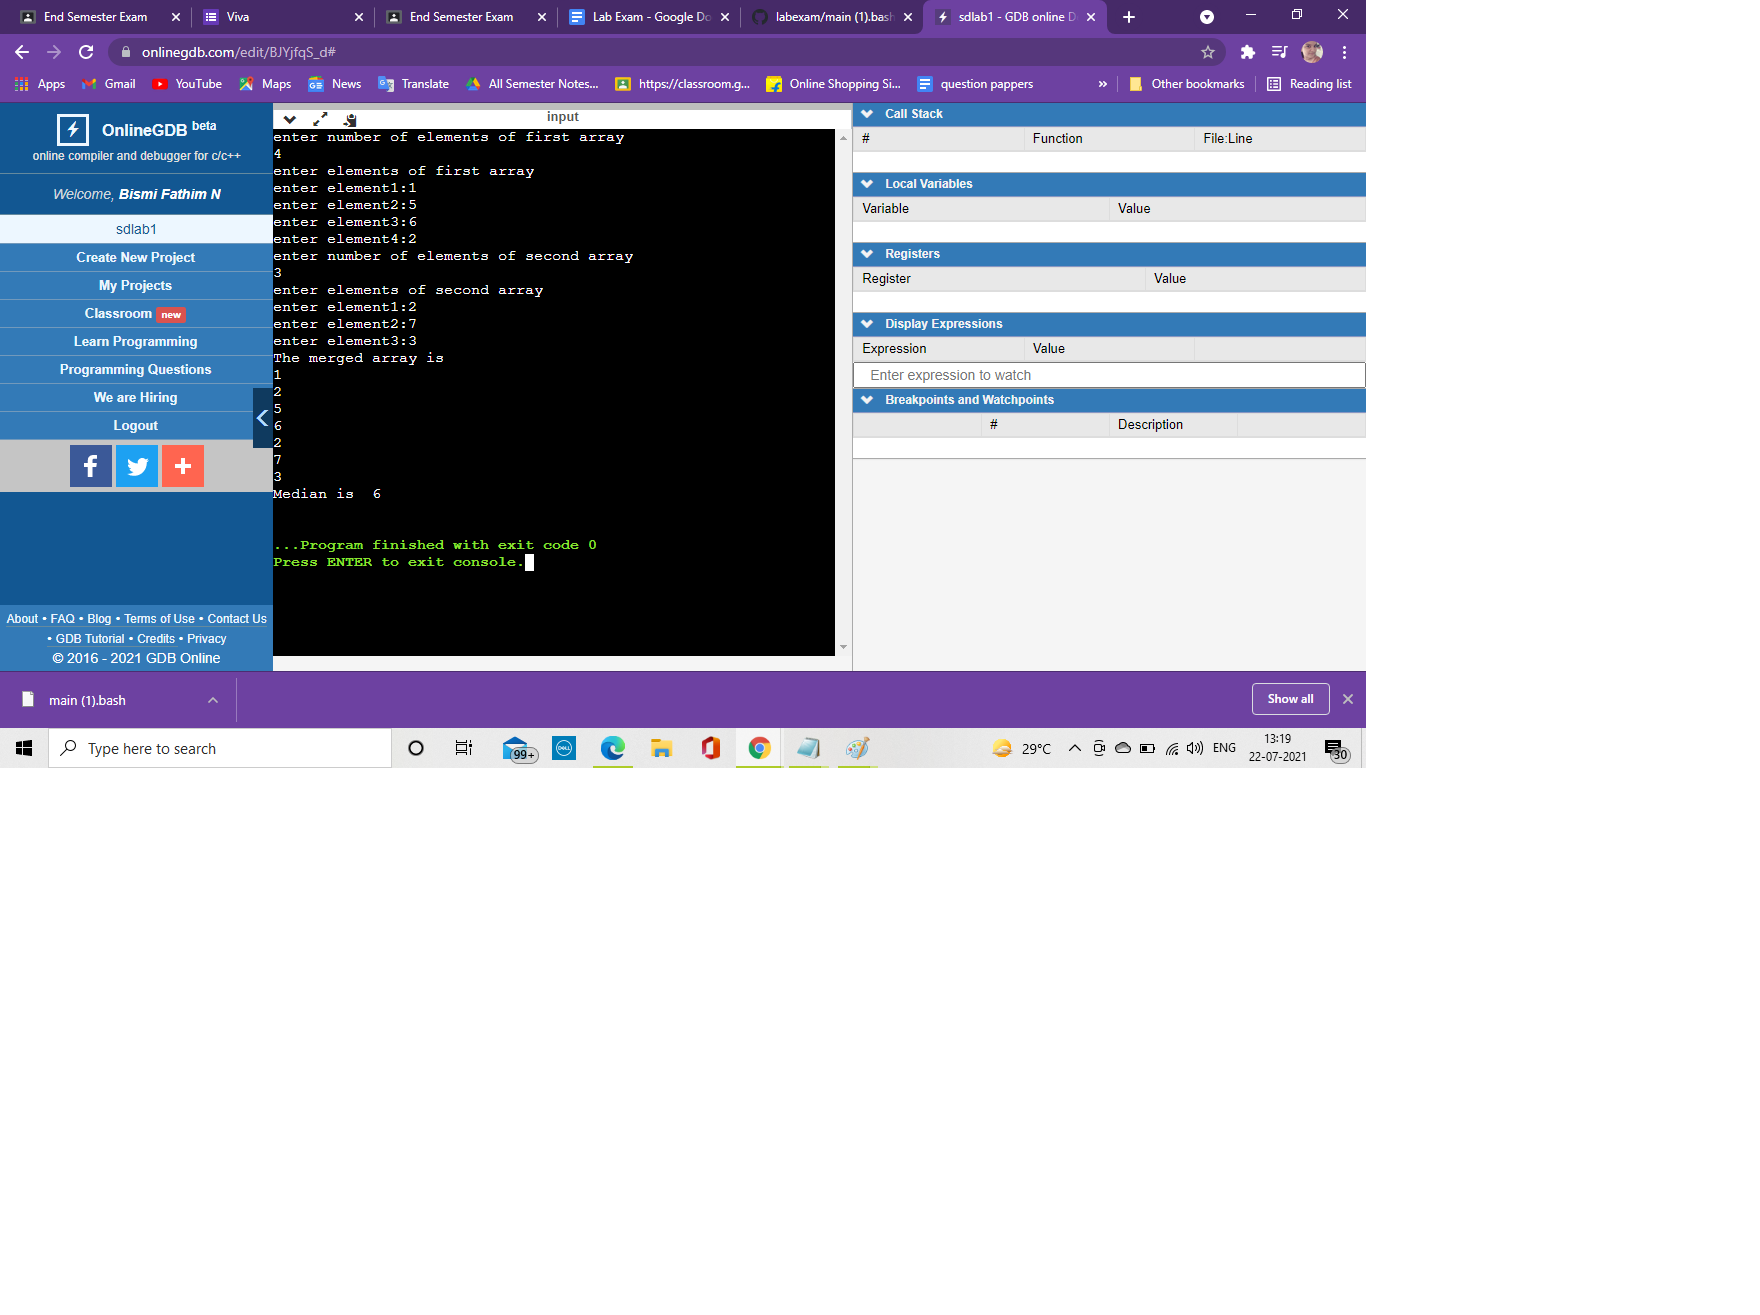 End Semester Exam
Viva
End Semester Exam
Lab Exam - Google Do
labexam/main (1).bash
sdlab1 - GDB online D
onlinegdb.com/edit/BJYjfqS_d#
Apps
Gmail
YouTube
Maps
News
Translate
All Semester Notes...
https://classroom.g...
Online Shopping Si...
question pappers
»
Other bookmarks
Reading list
OnlineGDB beta
online compiler and debugger for c/c++
Welcome, Bismi Fathim N
sdlab1
Create New Project
My Projects
Classroom new
Learn Programming
Programming Questions
We are Hiring
Logout
About • FAQ • Blog • Terms of Use • Contact Us
• GDB Tutorial • Credits • Privacy
© 2016 - 2021 GDB Online
input
enter number of elements of first array
4
enter elements of first array
enter element1:1
enter element2:5
enter element3:6
enter element4:2
enter number of elements of second array
3
enter elements of second array
enter element1:2
enter element2:7
enter element3:3
The merged array is
1
2
5
6
2
7
3
Median is  6
...Program finished with exit code 0
Press ENTER to exit console.
Call Stack
# Function File:Line
Local Variables
Variable Value
Registers
Register Value
Display Expressions
Expression Value
Enter expression to watch
Breakpoints and Watchpoints
# Description
main (1).bash
Show all
Type here to search
99+
DELL
29°C
ENG
13:19
22-07-2021
30